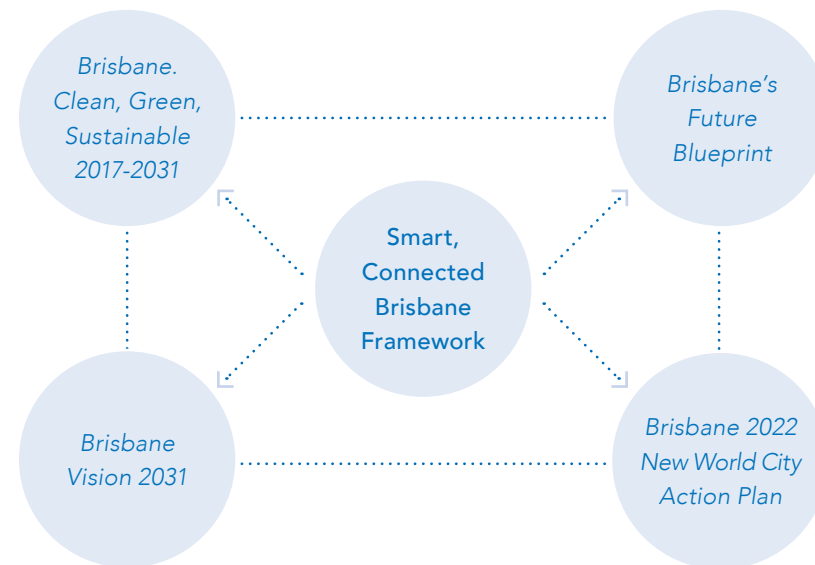 Brisbane.
Clean, Green,
Sustainable
2017-2031
Brisbane’s
Future
Blueprint
Smart,
Connected
Brisbane
Framework
Brisbane
Vision 2031
Brisbane 2022
New World City
Action Plan